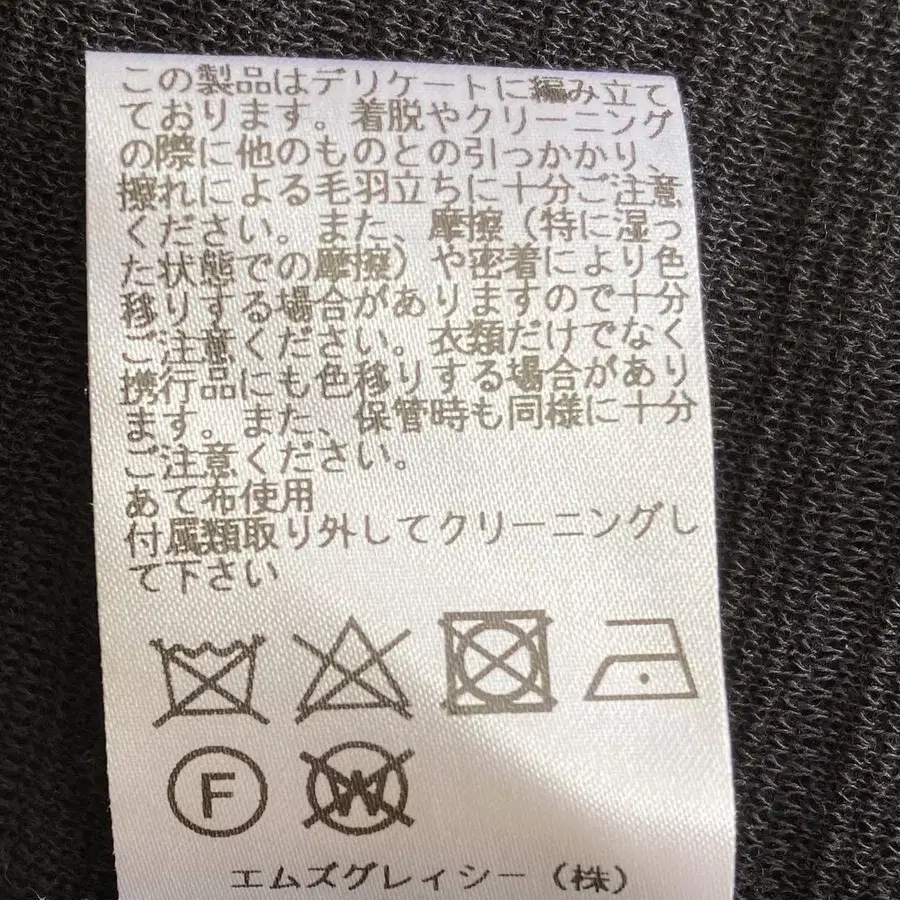 この製品はデリケートに編み立て
ております。着脱やクリーニング
の際に他のものとの引っかかり、
擦れによる毛羽立ちに十分ご注意
ください。また、摩擦（特に湿っ
た状態での摩擦）や密着により色
移りする場合がありますので十分
ご注意ください。衣類だけでなく
携行品にも色移りする場合があり
ます。また、保管時も同様に十分
ご注意ください。
あて布使用
付属類取り外してクリーニングし
て下さい
F
W
エムズグレイシー（株）